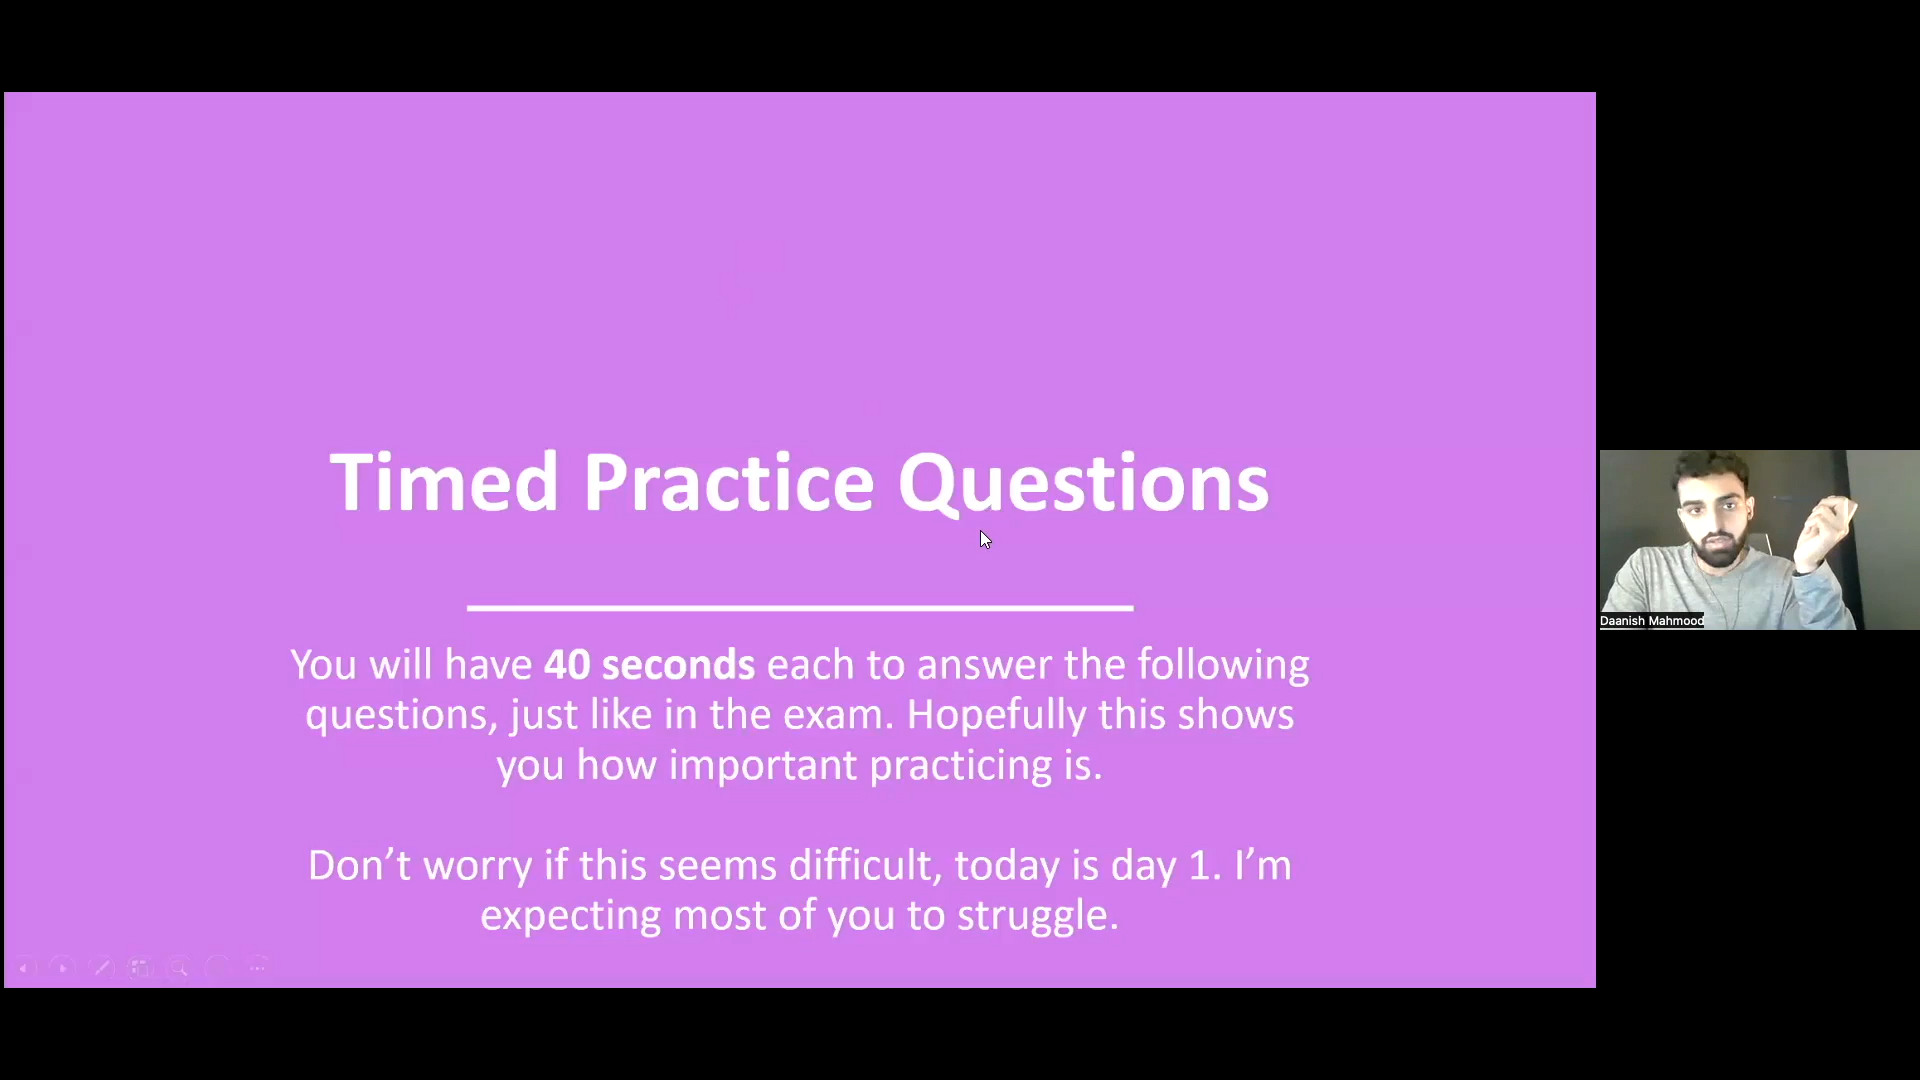 Timed Practice Questions
You will have 40 seconds each to answer the following
questions, just like in the exam. Hopefully this shows
you how important practicing is.
Don’t worry if this seems difficult, today is day 1. I’m
expecting most of you to struggle.
Daanish Mahmood